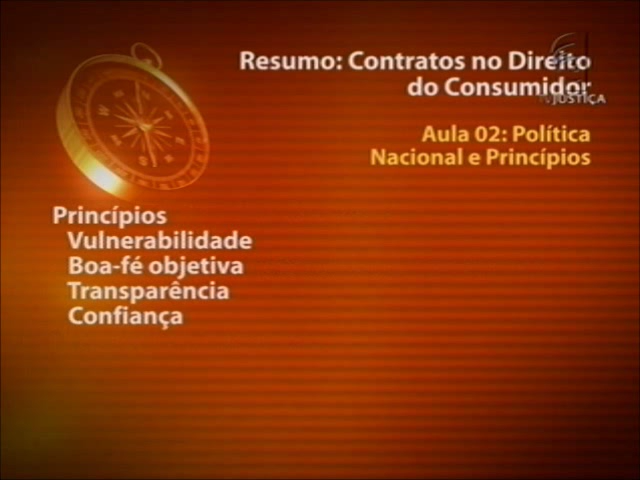 Resumo: Contratos no Direito
do Consumidor
TV JUSTIÇA
Aula 02: Política
Nacional e Princípios
Princípios
Vulnerabilidade
Boa-fé objetiva
Transparência
Confiança